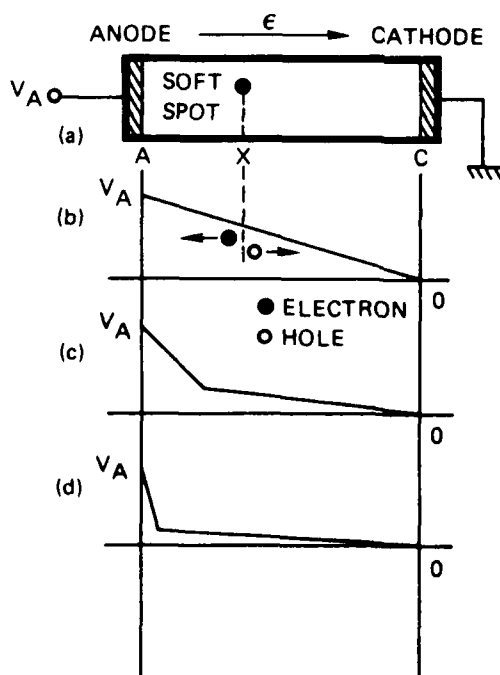 ANODE ϵ CATHODE
V_A SOFT SPOT
(a)
A X C
V_A
(b)
0
ELECTRON
HOLE
V_A
(c)
0
V_A
(d)
0